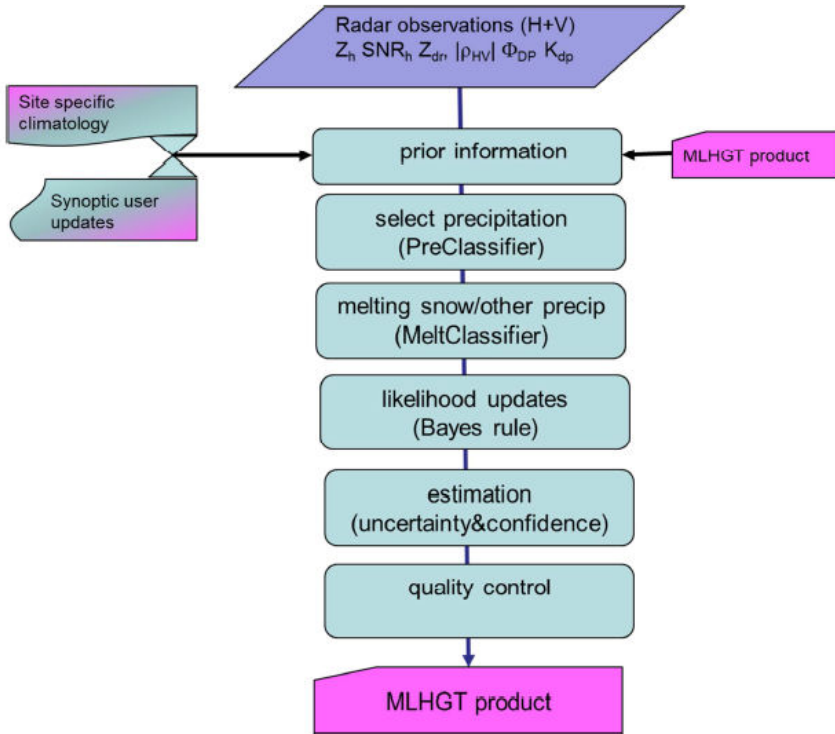 Radar observations (H+V)
Zh SNRh Zdr, |ρHV| ΦDP Kdp
Site specific
climatology
Synoptic user
updates
prior information
MLHGT product
select precipitation
(PreClassifier)
melting snow/other precip
(MeltClassifier)
likelihood updates
(Bayes rule)
estimation
(uncertainty&confidence)
quality control
MLHGT product